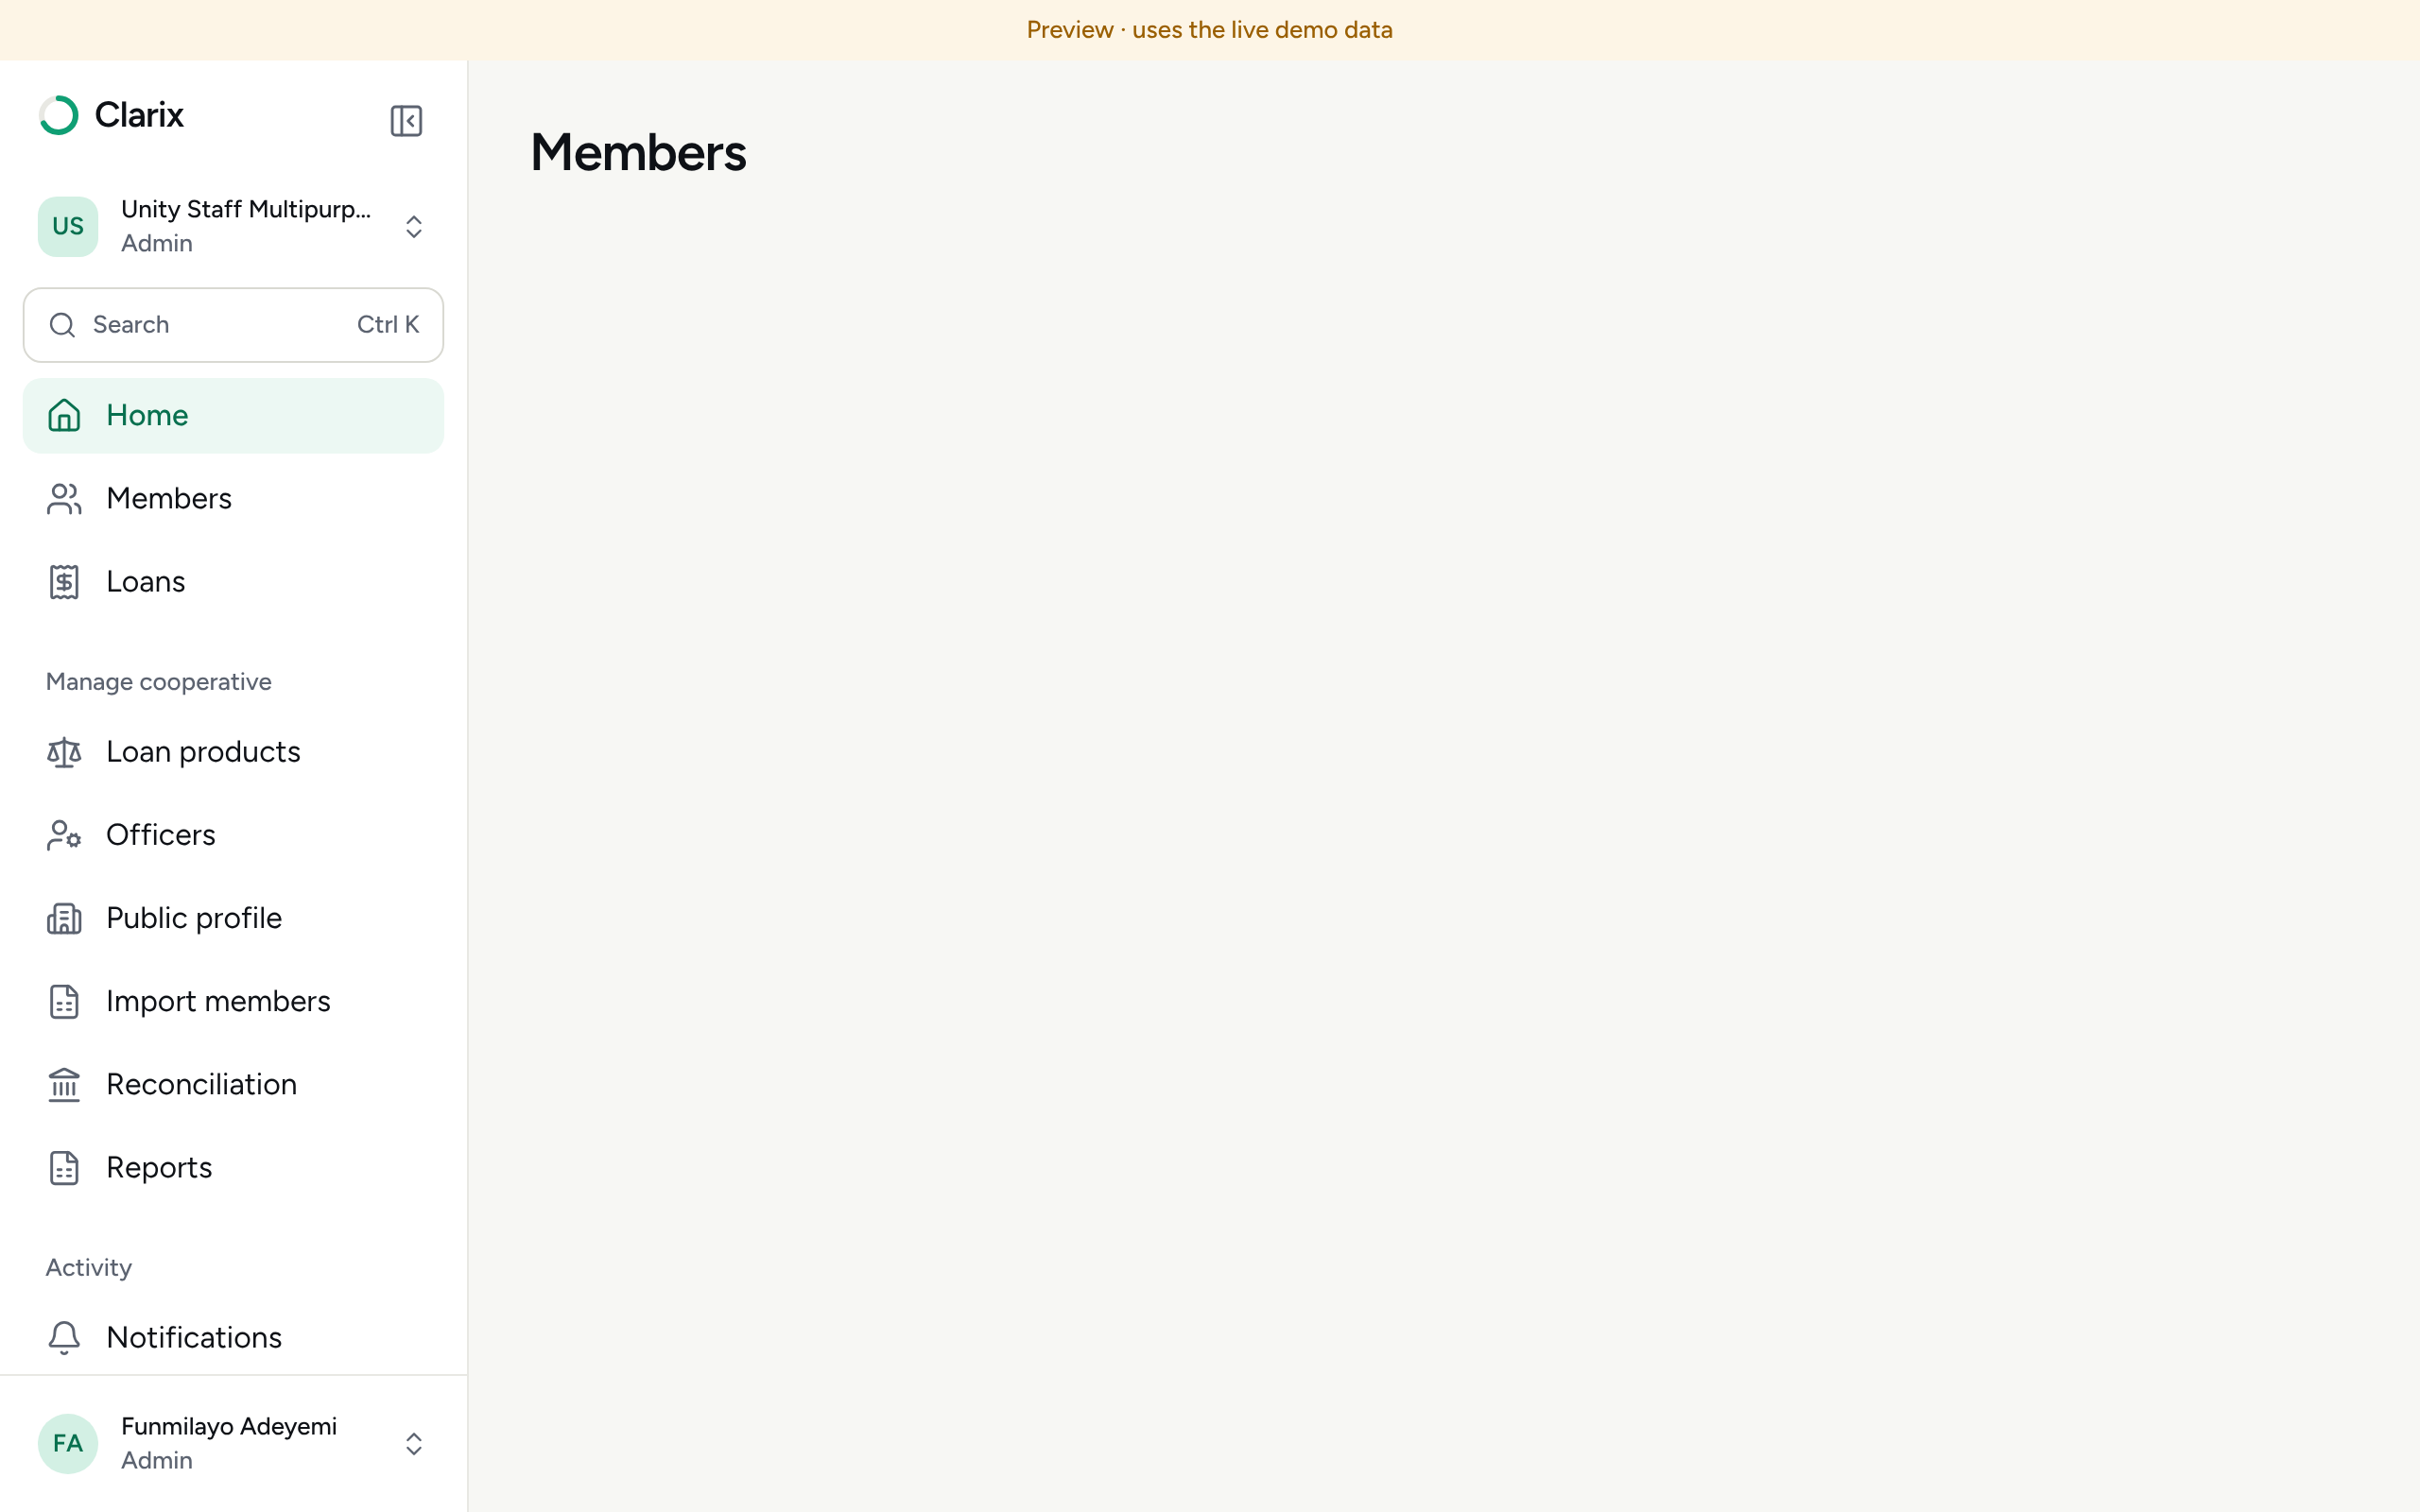 Preview · uses the live demo data
Clarix
US
Unity Staff Multipurp...
Admin
Search
Ctrl K
Home
Members
Loans
Manage cooperative
Loan products
Officers
Public profile
Import members
Reconciliation
Reports
Activity
Notifications
FA
Funmilayo Adeyemi
Admin
Members